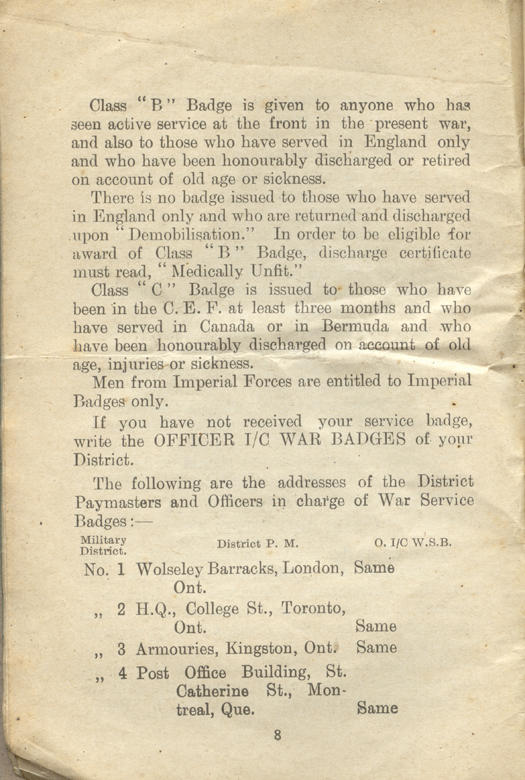 Class "B" Badge is given to anyone who has
seen active service at the front in the present war,
and also to those who have served in England only
and who have been honourably discharged or retired
on account of old age or sickness.
There is no badge issued to those who have served
in England only and who are returned and discharged
upon "Demobilisation." In order to be eligible for
award of Class "B" Badge, discharge certificate
must read, "Medically Unfit."
Class "C" Badge is issued to those who have
been in the C. E. F. at least three months and who
have served in Canada or in Bermuda and who
have been honourably discharged on account of old
age, injuries or sickness.
Men from Imperial Forces are entitled to Imperial
Badges only.
If you have not received your service badge,
write the OFFICER I/C WAR BADGES of your
District.
The following are the addresses of the District
Paymasters and Officers in charge of War Service
Badges:—
Military District. District P. M. O. I/C W.S.B.
No. 1 Wolseley Barracks, London, Same
Ont.
„ 2 H.Q., College St., Toronto,
Ont. Same
„ 3 Armouries, Kingston, Ont. Same
„ 4 Post Office Building, St.
Catherine St., Mon-
treal, Que. Same
8